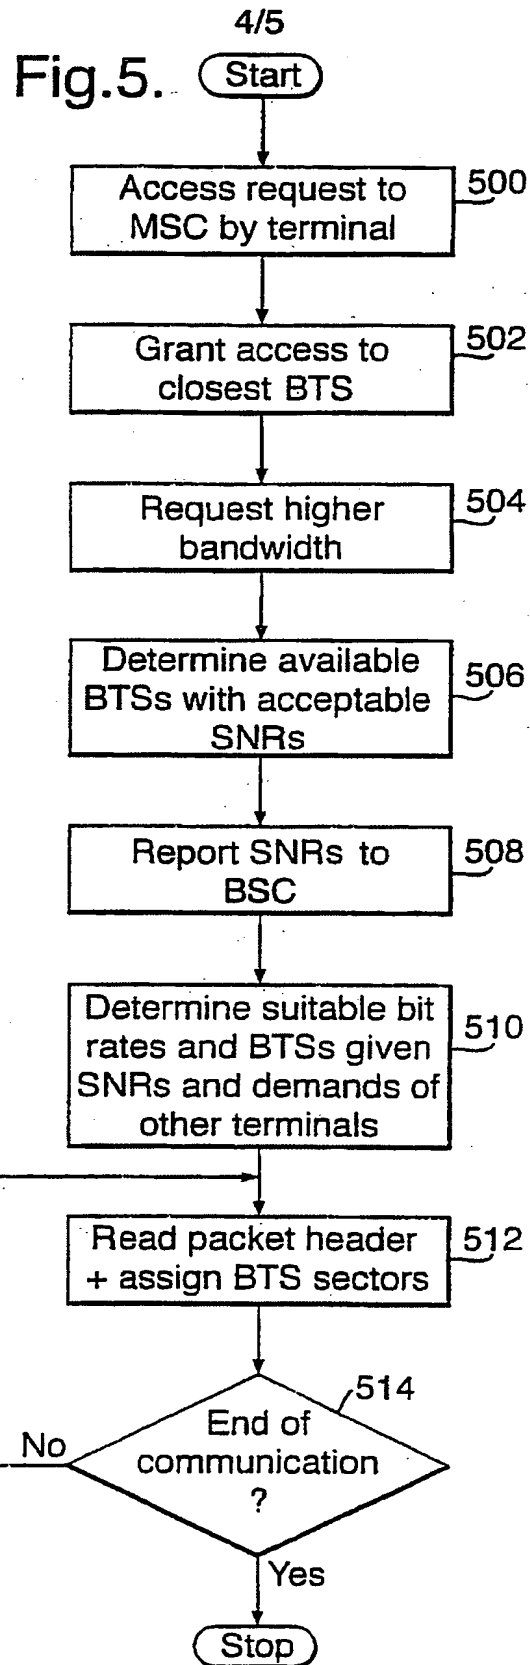 4/5
Fig.5.
Start
Access request to
MSC by terminal
500
Grant access to
closest BTS
502
Request higher
bandwidth
504
Determine available
BTSs with acceptable
SNRs
506
Report SNRs to
BSC
508
Determine suitable bit
rates and BTSs given
SNRs and demands of
other terminals
510
Read packet header
+ assign BTS sectors
512
514
End of
communication
?
No
Yes
Stop